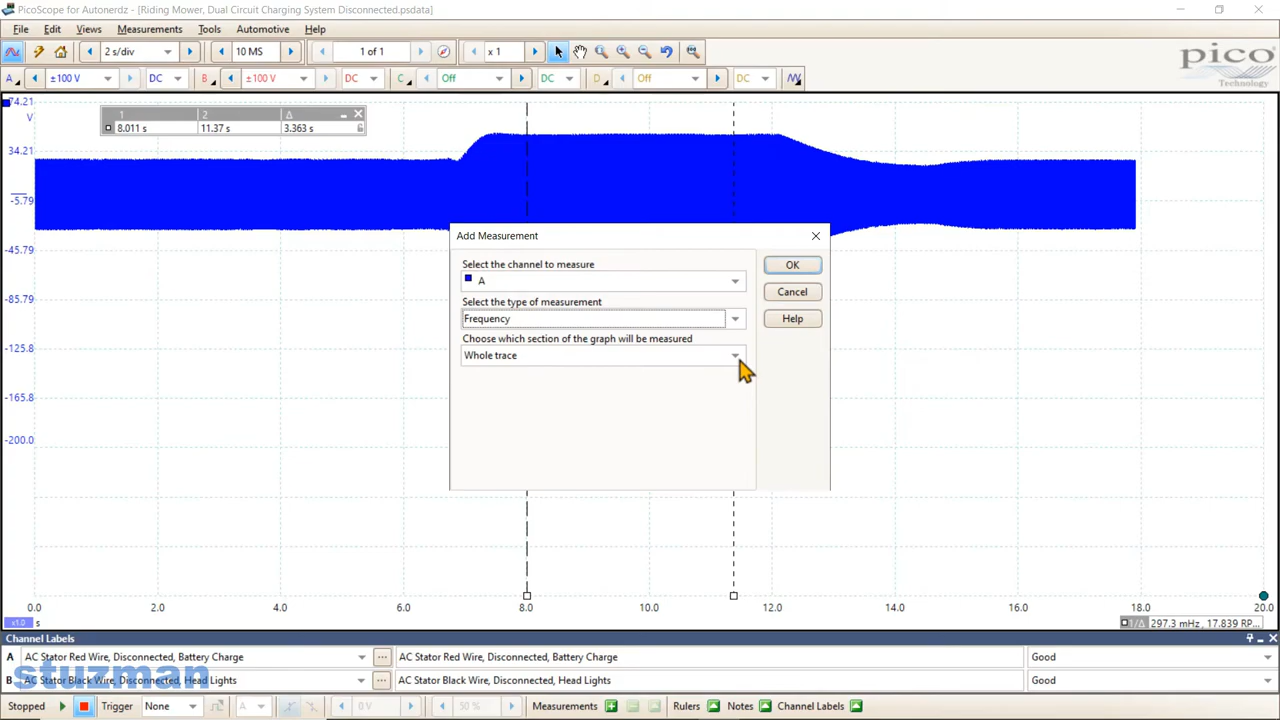 PicoScope for Autonerdz - [Riding Mower, Dual Circuit Charging System Disconnected.psdata]
File Edit Views Measurements Tools Automotive Help
2 s/div 10 MS 1 of 1 x 1
A ±100 V DC B ±100 V DC C Off DC D Off DC
pico
Technology
74.21
V
34.21
-5.79
-45.79
-85.79
-125.8
-165.8
-200.0
1 2 Δ
8.011 s 11.37 s 3.363 s
Add Measurement
Select the channel to measure
A
Select the type of measurement
Frequency
Choose which section of the graph will be measured
Whole trace
OK
Cancel
Help
0.0 2.0 4.0 6.0 8.0 10.0 12.0 14.0 16.0 18.0 20.0
x1.0 s
1/Δ 297.3 mHz, 17.839 RP...
Channel Labels
A AC Stator Red Wire, Disconnected, Battery Charge ... AC Stator Red Wire, Disconnected, Battery Charge Good
B AC Stator Black Wire, Disconnected, Head Lights ... AC Stator Black Wire, Disconnected, Head Lights Good
stuzman
Stopped Trigger None A 0 V 50 % Measurements Rulers Notes Channel Labels